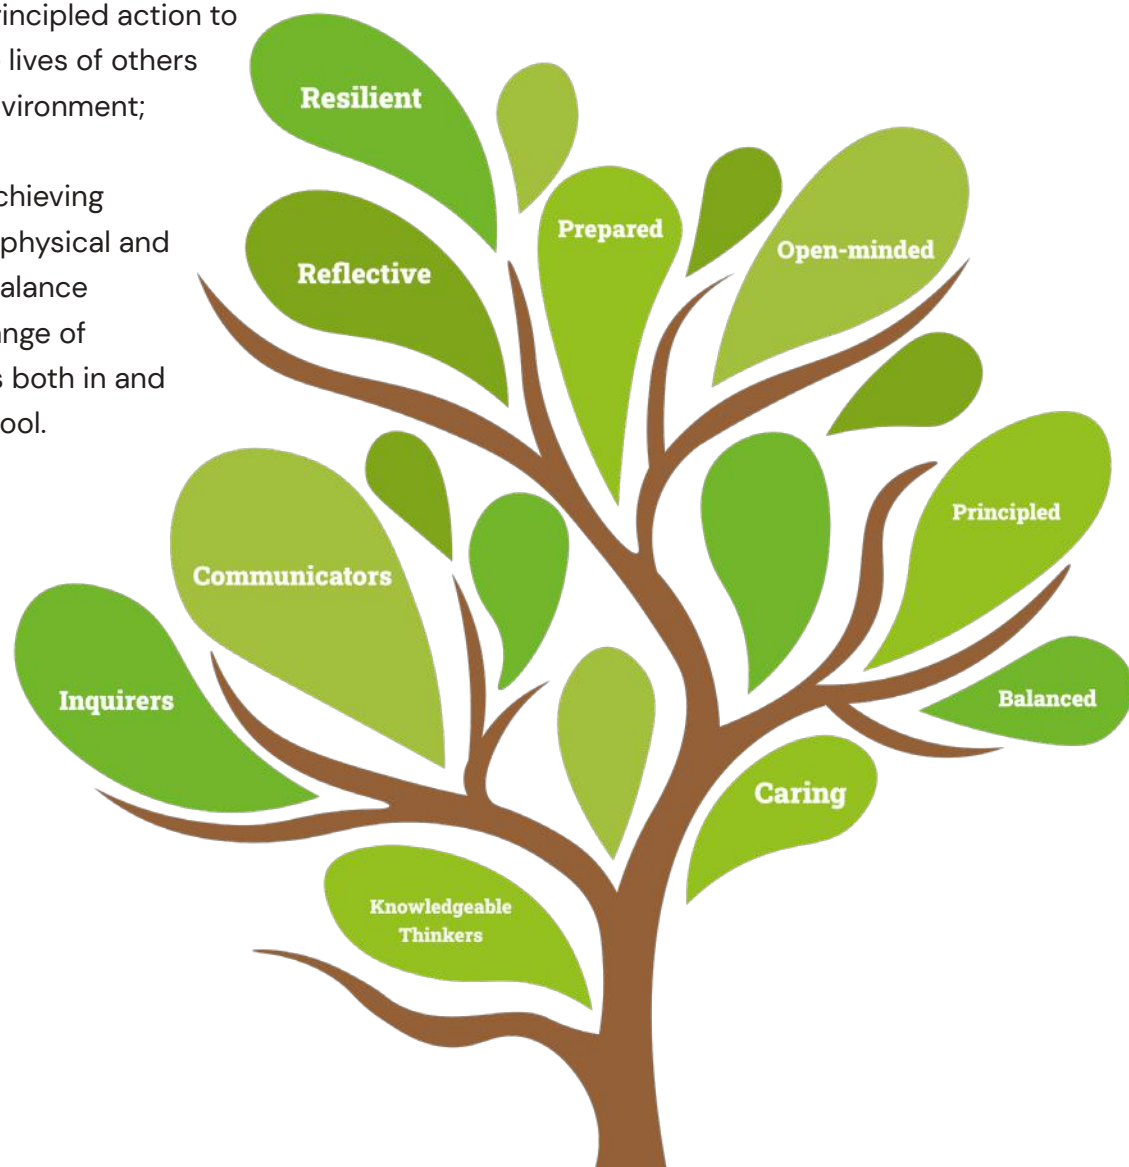 rincipled action to
lives of others
vironment;
chieving
physical and
alance
nge of
s both in and
ool.
Resilient
Prepared
Open-minded
Reflective
Principled
Communicators
Inquirers
Balanced
Caring
Knowledgeable
Thinkers